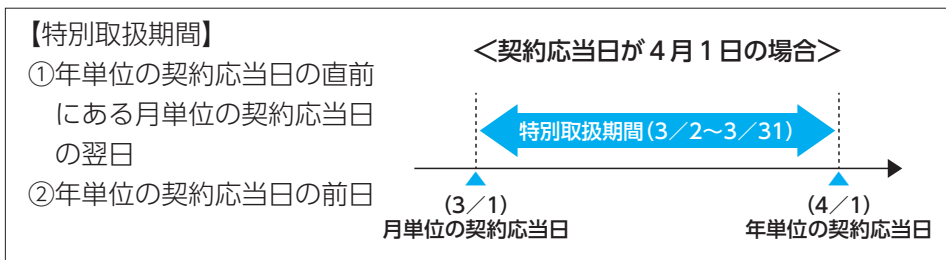 【特別取扱期間】
①年単位の契約応当日の直前
にある月単位の契約応当日
の翌日
②年単位の契約応当日の前日
＜契約応当日が４月１日の場合＞
特別取扱期間（3／2〜3／31）
（3／1）
月単位の契約応当日
（4／1）
年単位の契約応当日